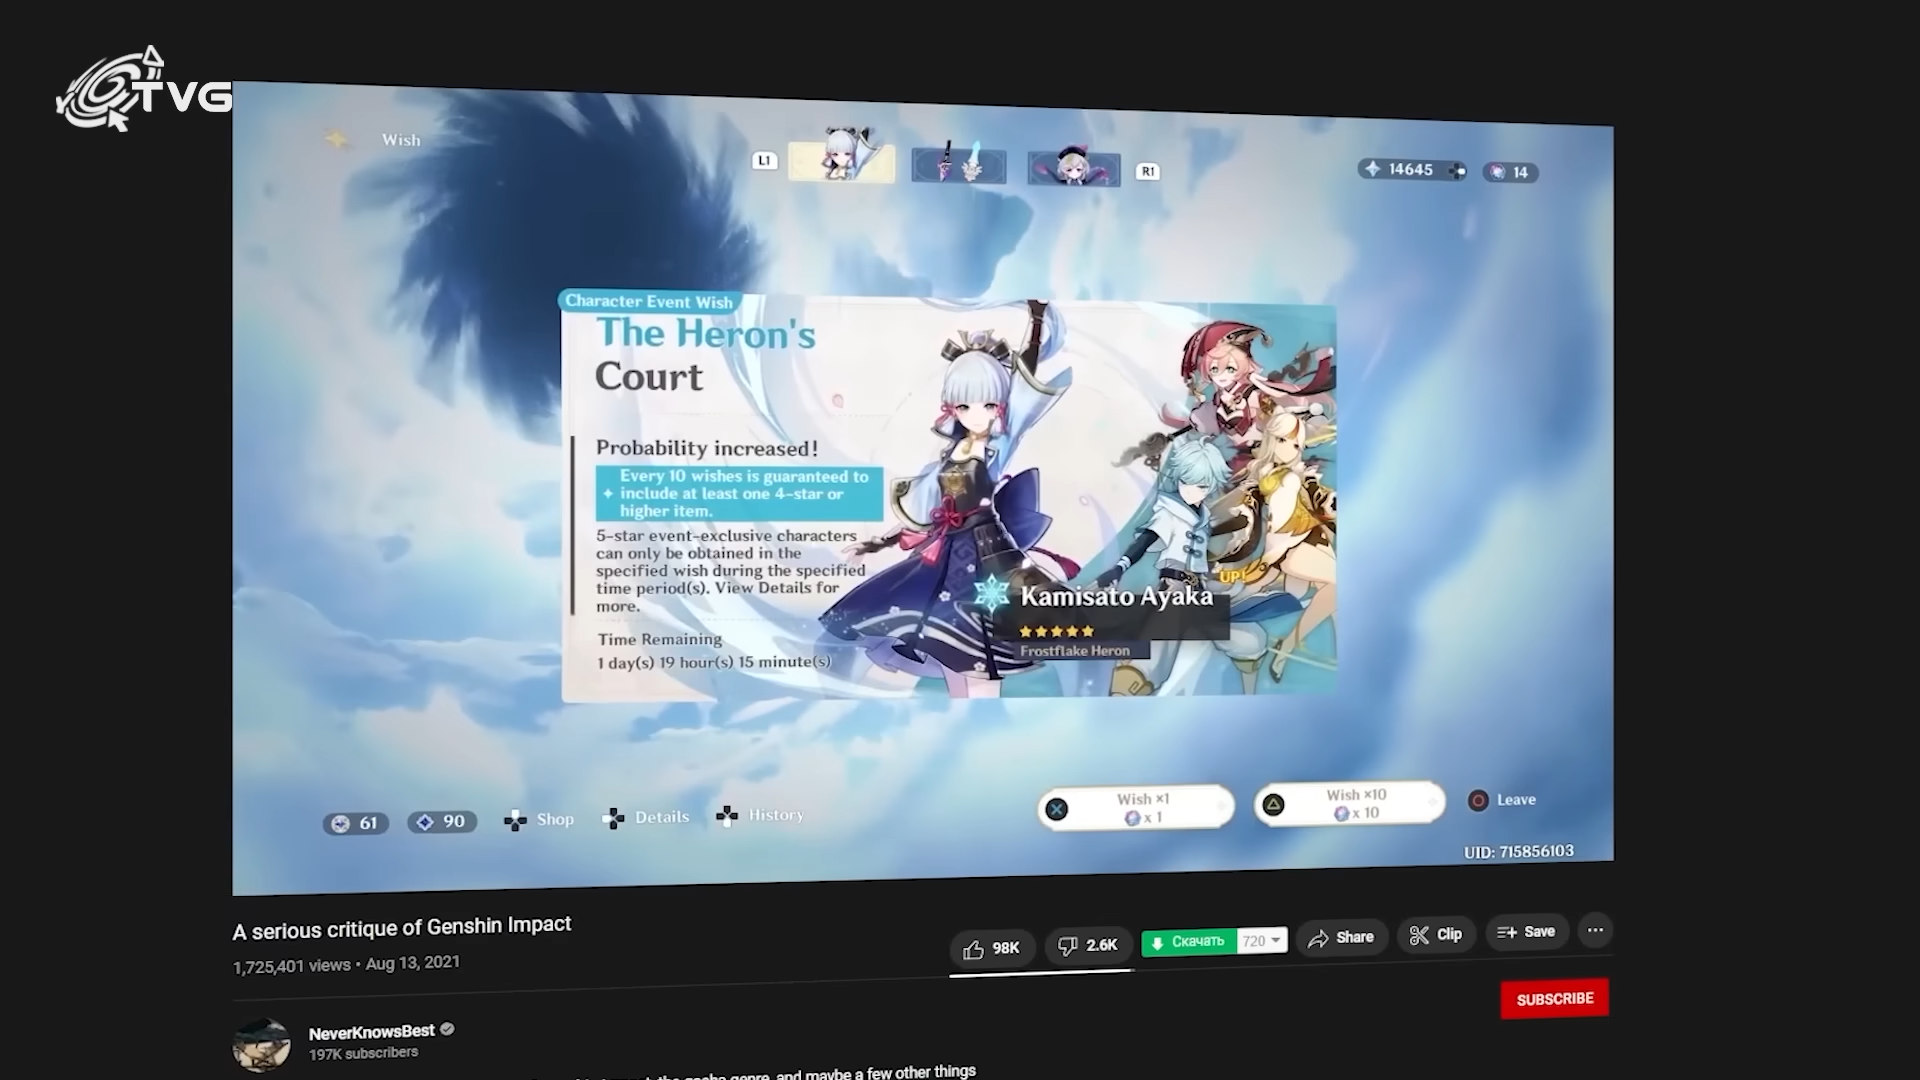 TVG
Wish
L1
R1
14645
14
Character Event Wish
The Heron's
Court
Probability increased!
Every 10 wishes is guaranteed to
include at least one 4-star or
higher item.
5-star event-exclusive characters
can only be obtained in the
specified wish during the specified
time period(s). View Details for
more.
Time Remaining
1 day(s) 19 hour(s) 15 minute(s)
UP!
Kamisato Ayaka
Frostflake Heron
61
90
Shop
Details
History
Wish ×1
x 1
Wish ×10
x 10
Leave
UID: 715856103
A serious critique of Genshin Impact
1,725,401 views • Aug 13, 2021
98K
2.6K
Скачать
720
Share
Clip
Save
SUBSCRIBE
NeverKnowsBest
197K subscribers
the gacha genre, and maybe a few other things